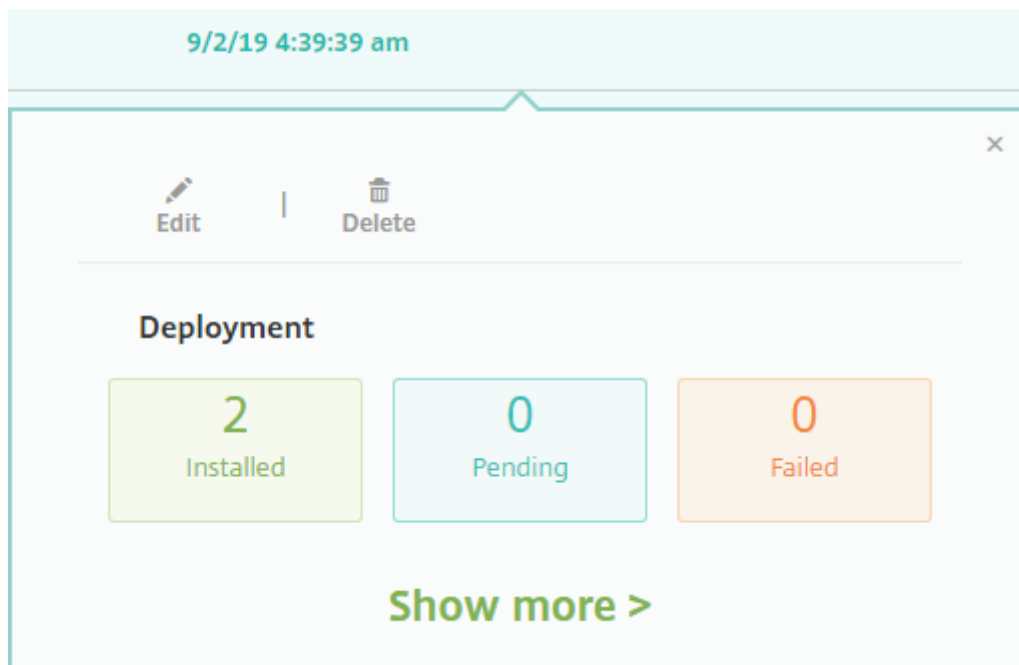 9/2/19 4:39:39 am
×
Edit | Delete
Deployment
2 0 0
Installed Pending Failed
Show more >